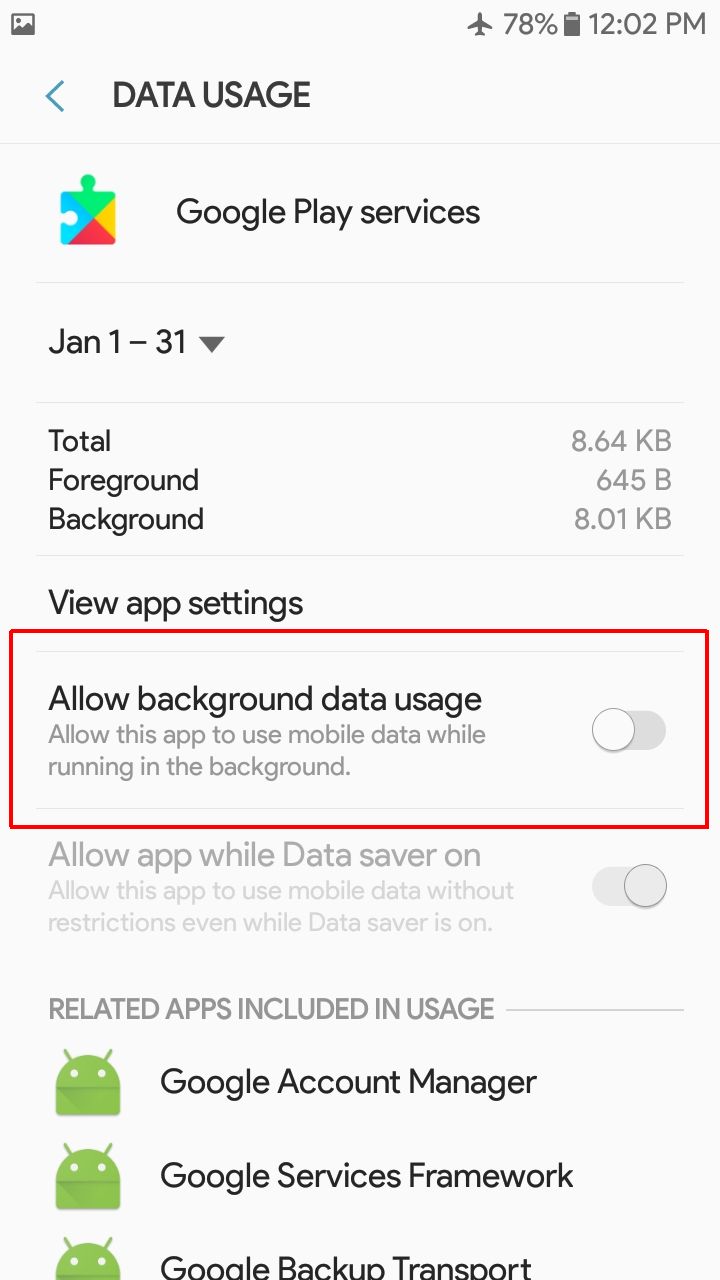 78% 12:02 PM
DATA USAGE
Google Play services
Jan 1 – 31
Total 8.64 KB
Foreground 645 B
Background 8.01 KB
View app settings
Allow background data usage
Allow this app to use mobile data while
running in the background.
Allow app while Data saver on
Allow this app to use mobile data without
restrictions even while Data saver is on.
RELATED APPS INCLUDED IN USAGE
Google Account Manager
Google Services Framework
Google Backup Transport